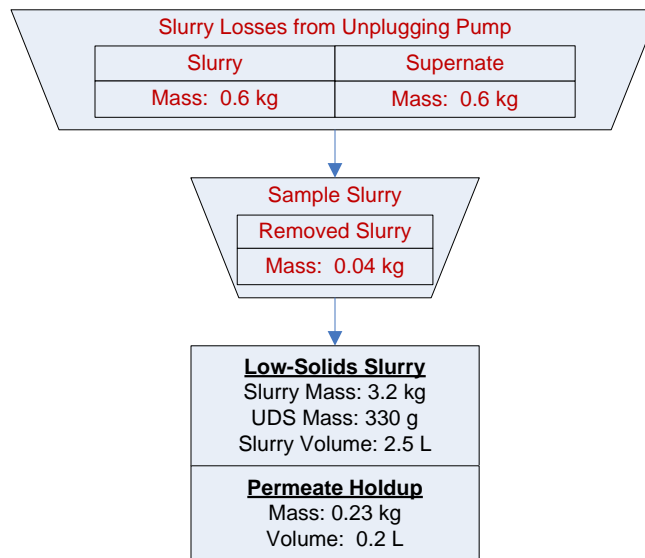 Slurry Losses from Unplugging Pump
Slurry Supernate
Mass: 0.6 kg Mass: 0.6 kg
Sample Slurry
Removed Slurry
Mass: 0.04 kg
Low-Solids Slurry
Slurry Mass: 3.2 kg
UDS Mass: 330 g
Slurry Volume: 2.5 L
Permeate Holdup
Mass: 0.23 kg
Volume: 0.2 L